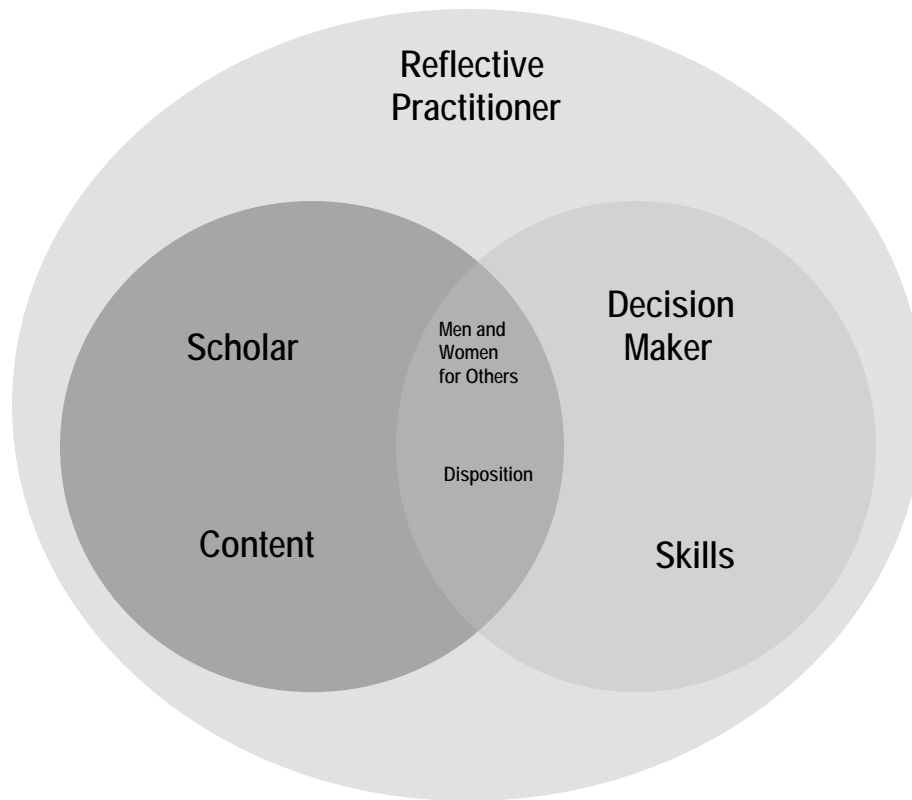 Reflective
Practitioner
Scholar
Content
Men and
Women
for Others
Disposition
Decision
Maker
Skills